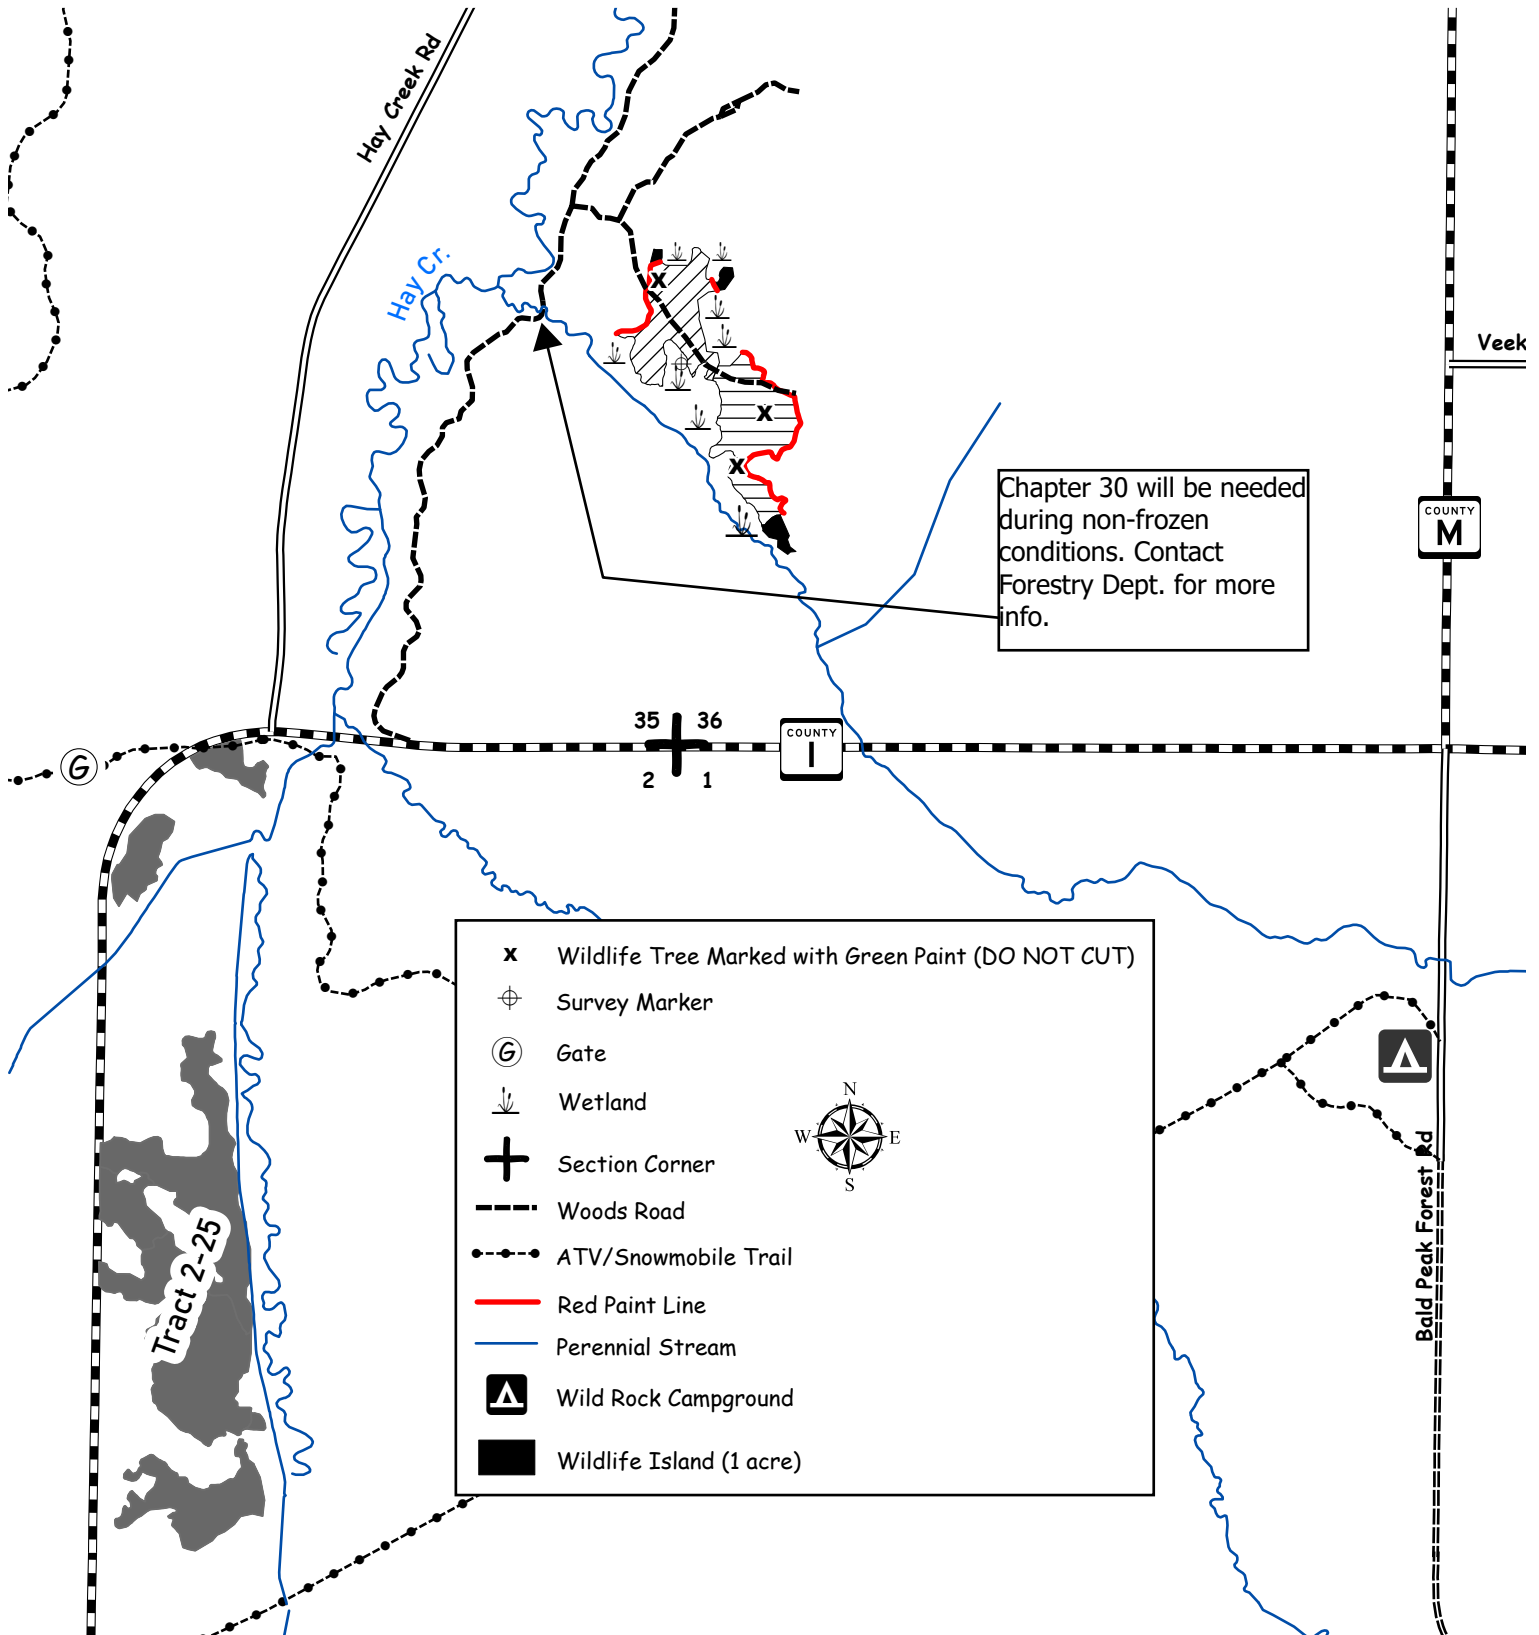 Hay Creek Rd
Hay Cr.
x
x
x
Veek
Chapter 30 will be needed
during non-frozen
conditions. Contact
Forestry Dept. for more
info.
COUNTY
M
35 36
2 1
COUNTY
I
G
x Wildlife Tree Marked with Green Paint (DO NOT CUT)
Survey Marker
G Gate
Wetland
Section Corner
Woods Road
ATV/Snowmobile Trail
Red Paint Line
Perennial Stream
Wild Rock Campground
Wildlife Island (1 acre)
N
W E
S
Tract 2-25
Bald Peak Forest Rd